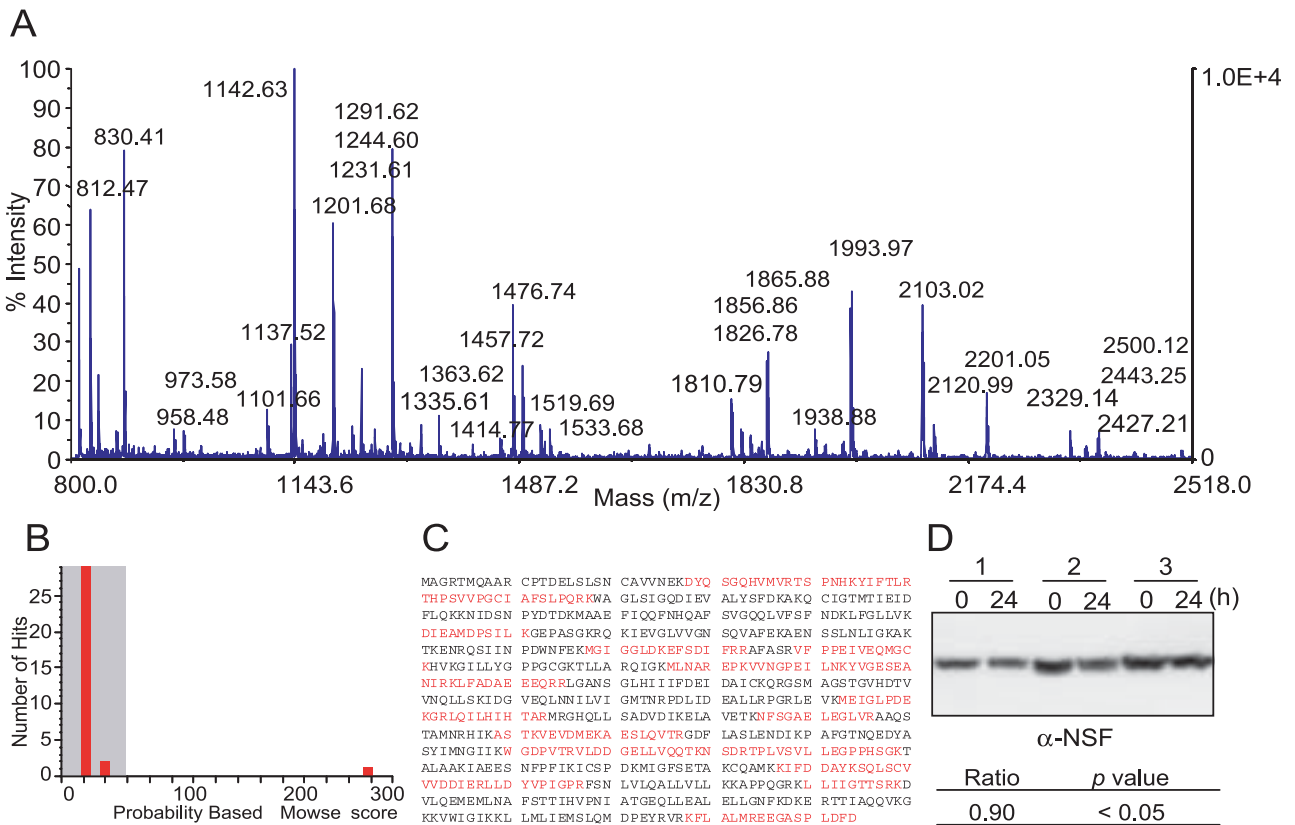 A
100
90
80
70
60
50
40
30
20
10
0
% Intensity
1.0E+4
0
812.47
830.41
973.58
958.48
1142.63
1137.52
1101.66
1291.62
1244.60
1231.61
1201.68
1363.62
1335.61
1414.77
1476.74
1457.72
1519.69
1533.68
1810.79
1865.88
1856.86
1826.78
1938.88
1993.97
2103.02
2120.99
2201.05
2329.14
2500.12
2443.25
2427.21
800.0 1143.6 1487.2 1830.8 2174.4 2518.0
Mass (m/z)
B
Number of Hits
25
20
15
10
5
0
0 100 200 300
Probability Based Mowse score
C
MAGRTMQAAR CPTDELSLSN CAVVNEKDYQ SGQHVMVRTS PNHKYIFTLR
THPSVVPGCI AFSLPQRKWA GLSIGQDIEV ALYSFDKAKQ CIGTMTIEID
FLQKKNIDSN PYDTDKMAAE FIQQFNHQAF SVGQQLVFSF NDKLFGLLVK
DIEAMDPSIL KGEPASGKRQ KIEVGLVVGN SQVAFEKAEN SSLNLIGKAK
TKENRQSIIN PDWNFEKMGI GGLDKEFSDI FRRAFASRVF PPEIVEQMGC
KHVKGILLYG PPGCGKTLLA RQIGKMLNAR EPKVVNGPEI LNKYVGESEA
NIRKLFADAE EEQRRLGANS GLHIIIFDEI DAICKQRGSM AGSTGVHDTV
VNQLLSKIDG VEQLNNILVI GMTNRPDLID EALLRPGRLE VKMEIGLPDE
KGRLQILHIH TARMRGHQLL SADVDIKELA VETKNFSGAE LEGLVRAAQS
TAMNRHIKAS TKVEVDMEKA ESLQVTRGDF LASLENDIKP AFGTNQEDYA
SYIMNGIIKW GDPVTRVLDD GELLVQQTKN SDRTPLVSVL LEGPPHSGKT
ALAAKIAEES NFPFIKICSP DKMIGFSETA KCQAMKKIFD DAYKSQLSCV
VVDDIERLLD YVPIGPRFSN LVLQALLVLL KKAPPQGRKL LIIGTTSRKD
VLQEMEMLNA FSTTIHVPNI ATGEQLLEAL ELLGNFKDKE RTTIAQQVKG
KKVWIGIKKL LMLIEMSLQM DPEYRVRKFL ALMREEGASP LDFD
D
1 2 3
0 24 0 24 0 24 (h)
α-NSF
Ratio p value
0.90 < 0.05